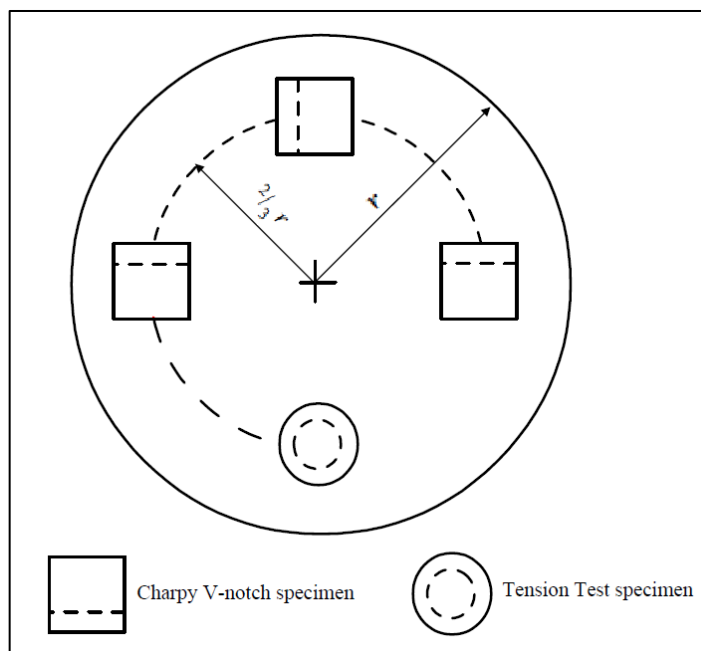 2/3 r
r
Charpy V-notch specimen
Tension Test specimen